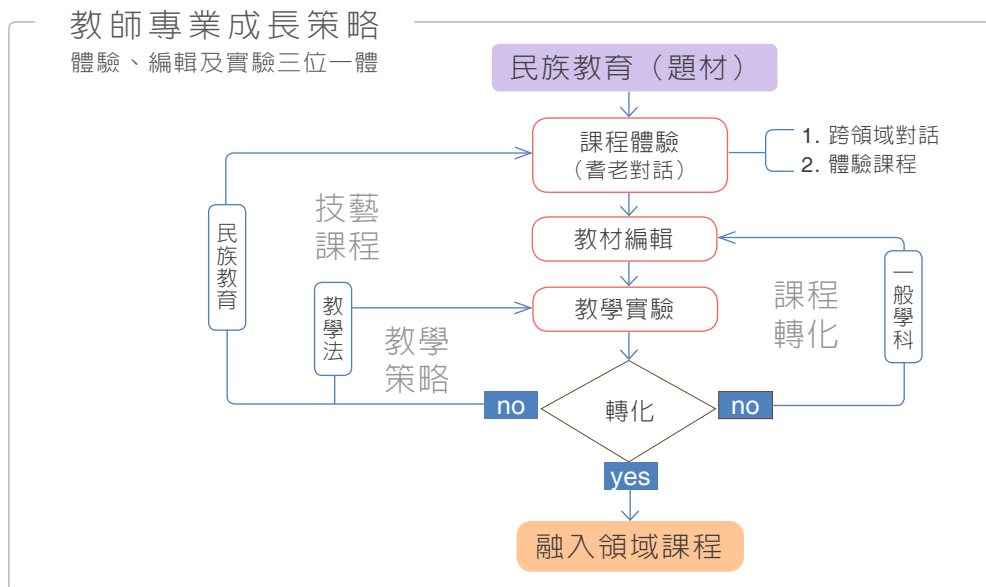 教師專業成長策略
體驗、編輯及實驗三位一體
民族教育（題材）
課程體驗
（耆老對話）
1. 跨領域對話
2. 體驗課程
技藝
課程
民族教育
教材編輯
一般學科
課程
轉化
教學法
教學實驗
教學
策略
no
轉化
no
yes
融入領域課程